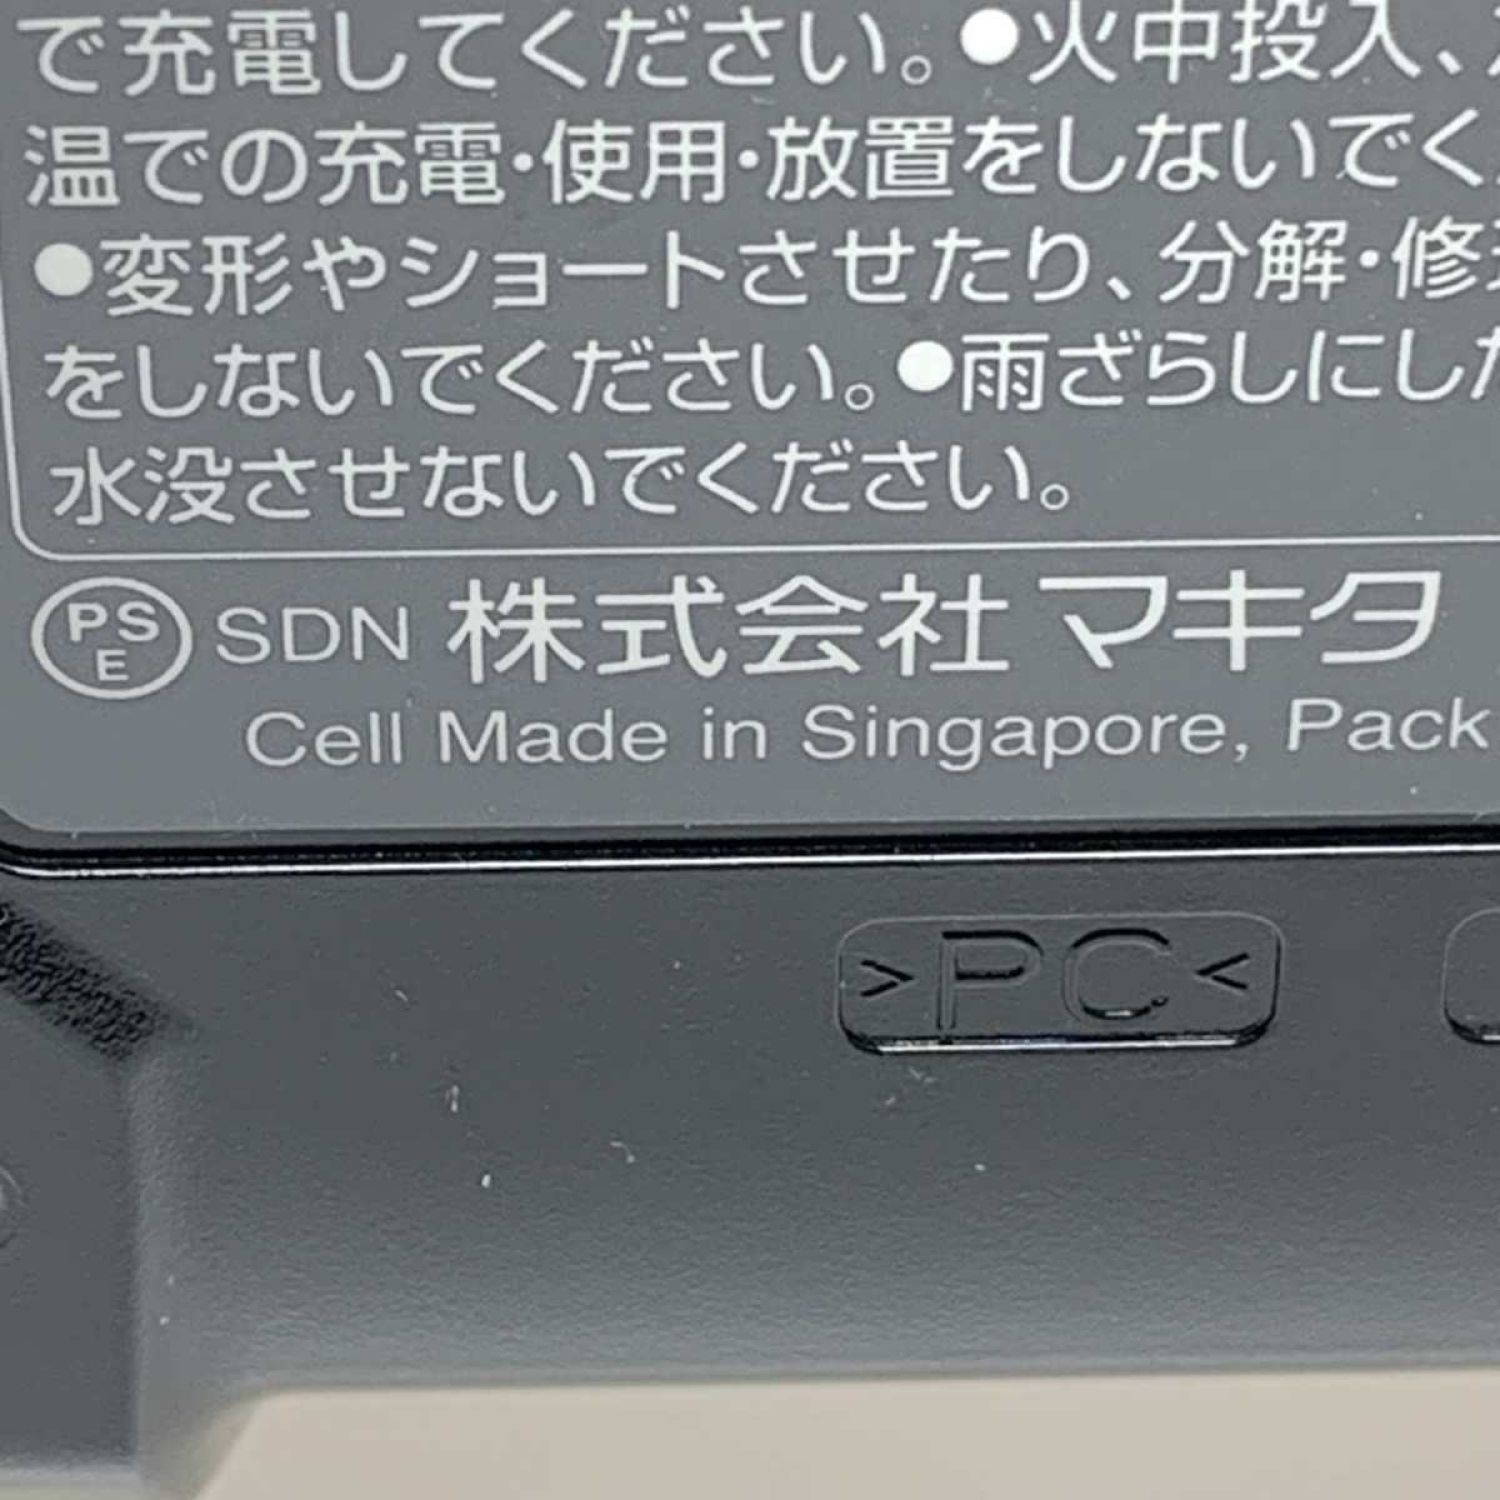 で充電してください。●火中投入、
温での充電・使用・放置をしないでく
●変形やショートさせたり、分解・修
をしないでください。●雨ざらしにした
水没させないでください。
PSE SDN 株式会社マキタ
Cell Made in Singapore, Pack
>PC<